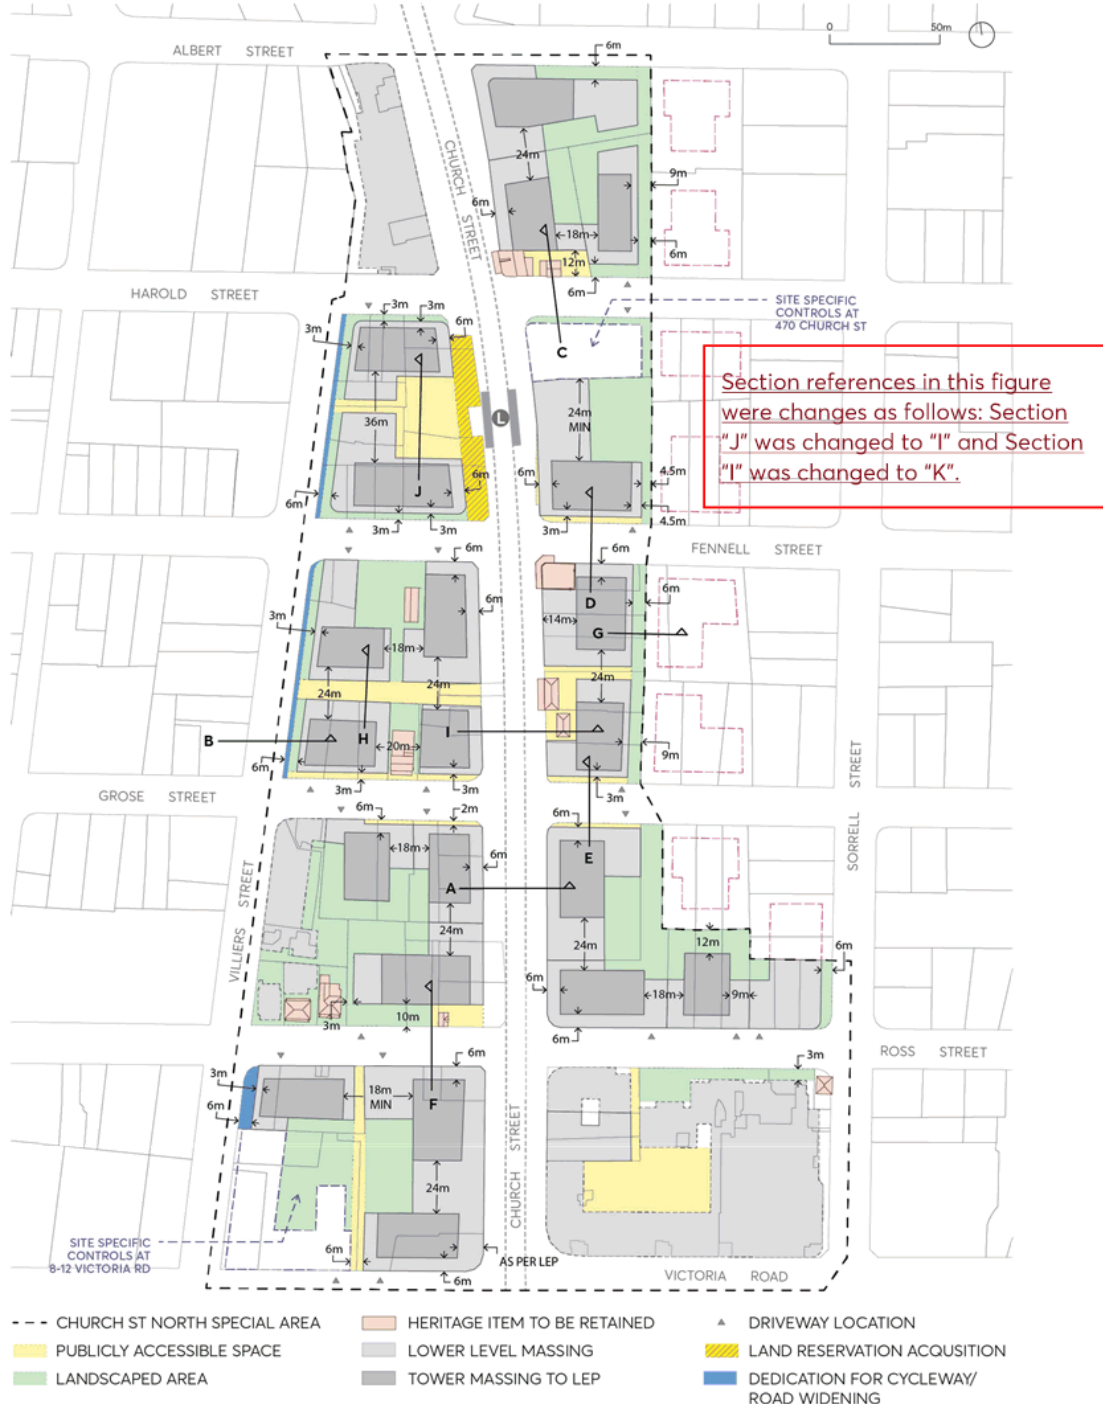 0 50m
ALBERT STREET
6m
CHURCH STREET
24m
9m
6m
18m
12m
6m
6m
HAROLD STREET
SITE SPECIFIC
CONTROLS AT
470 CHURCH ST
3m
3m
3m
6m
C
Section references in this figure
were changes as follows: Section
"J" was changed to "I" and Section
"I" was changed to "K".
24m
MIN
36m
L
J
6m
6m
6m
4.5m
4.5m
3m
3m
3m
FENNELL STREET
6m
6m
6m
6m
3m
14m
D
G
18m
24m
24m
24m
B
H
I
20m
9m
6m
3m
3m
3m
GROSE STREET
SORRELL STREET
6m
2m
6m
18m
6m
E
A
24m
24m
12m
VILLIERS STREET
6m
6m
18m
9m
3m
10m
6m
ROSS STREET
6m
3m
3m
18m
MIN
F
6m
CHURCH STREET
24m
SITE SPECIFIC
CONTROLS AT
8-12 VICTORIA RD
6m
AS PER LEP
6m
VICTORIA ROAD
CHURCH ST NORTH SPECIAL AREA
HERITAGE ITEM TO BE RETAINED
DRIVEWAY LOCATION
PUBLICLY ACCESSIBLE SPACE
LOWER LEVEL MASSING
LAND RESERVATION ACQUSITION
LANDSCAPED AREA
TOWER MASSING TO LEP
DEDICATION FOR CYCLEWAY/
ROAD WIDENING